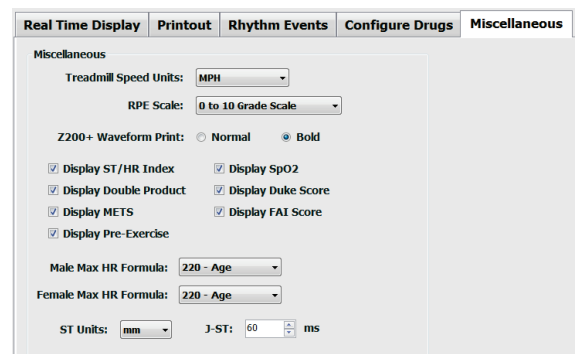 Real Time Display Printout Rhythm Events Configure Drugs Miscellaneous
Miscellaneous
Treadmill Speed Units: MPH
RPE Scale: 0 to 10 Grade Scale
Z200+ Waveform Print: Normal Bold
Display ST/HR Index Display SpO2
Display Double Product Display Duke Score
Display METS Display FAI Score
Display Pre-Exercise
Male Max HR Formula: 220 - Age
Female Max HR Formula: 220 - Age
ST Units: mm J-ST: 60 ms